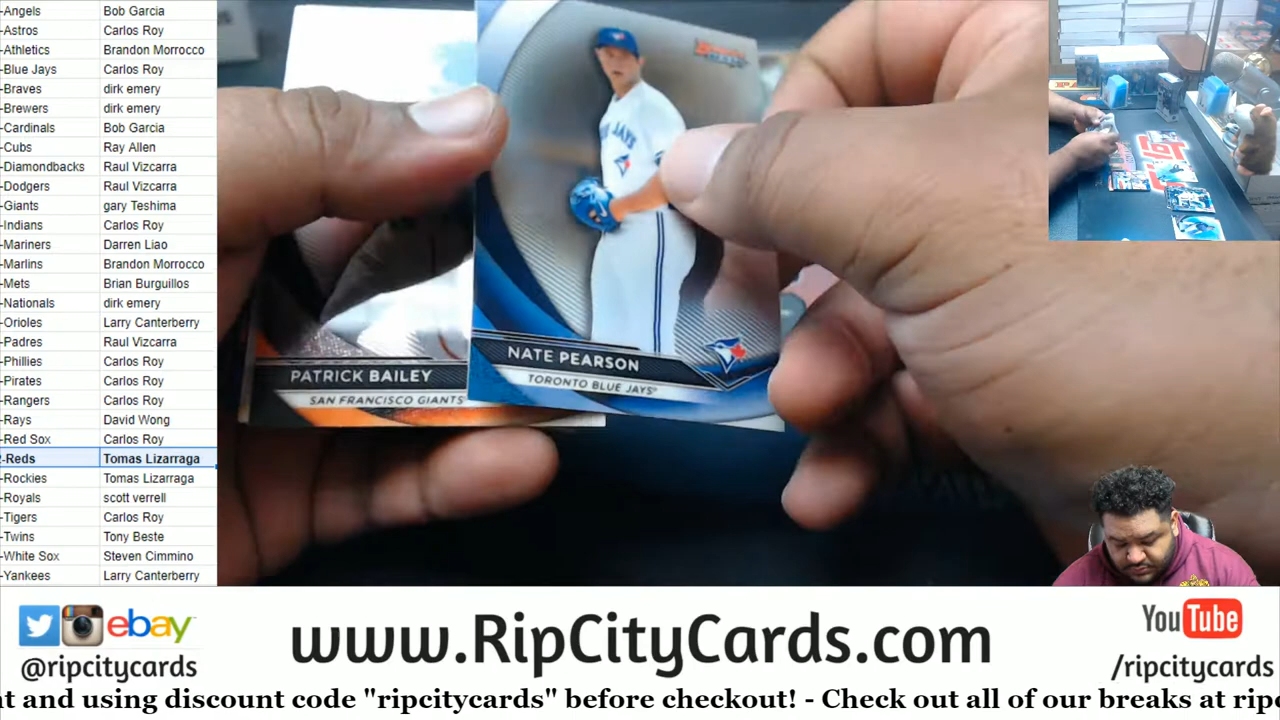 -Angels Bob Garcia
-Astros Carlos Roy
-Athletics Brandon Morrocco
-Blue Jays Carlos Roy
-Braves dirk emery
-Brewers dirk emery
-Cardinals Bob Garcia
-Cubs Ray Allen
-Diamondbacks Raul Vizcarra
-Dodgers Raul Vizcarra
-Giants gary Teshima
-Indians Carlos Roy
-Mariners Darren Liao
-Marlins Brandon Morrocco
-Mets Brian Burguillos
-Nationals dirk emery
-Orioles Larry Canterberry
-Padres Raul Vizcarra
-Phillies Carlos Roy
-Pirates Carlos Roy
-Rangers Carlos Roy
-Rays David Wong
-Red Sox Carlos Roy
-Reds Tomas Lizarraga
-Rockies Tomas Lizarraga
-Royals scott verrell
-Tigers Carlos Roy
-Twins Tony Beste
-White Sox Steven Cimmino
-Yankees Larry Canterberry
JAYS
NATE PEARSON
TORONTO BLUE JAYS
PATRICK BAILEY
SAN FRANCISCO GIANTS
ebay
@ripcitycards
www.RipCityCards.com
YouTube
/ripcitycards
and using discount code "ripcitycards" before checkout! - Check out all of our breaks at